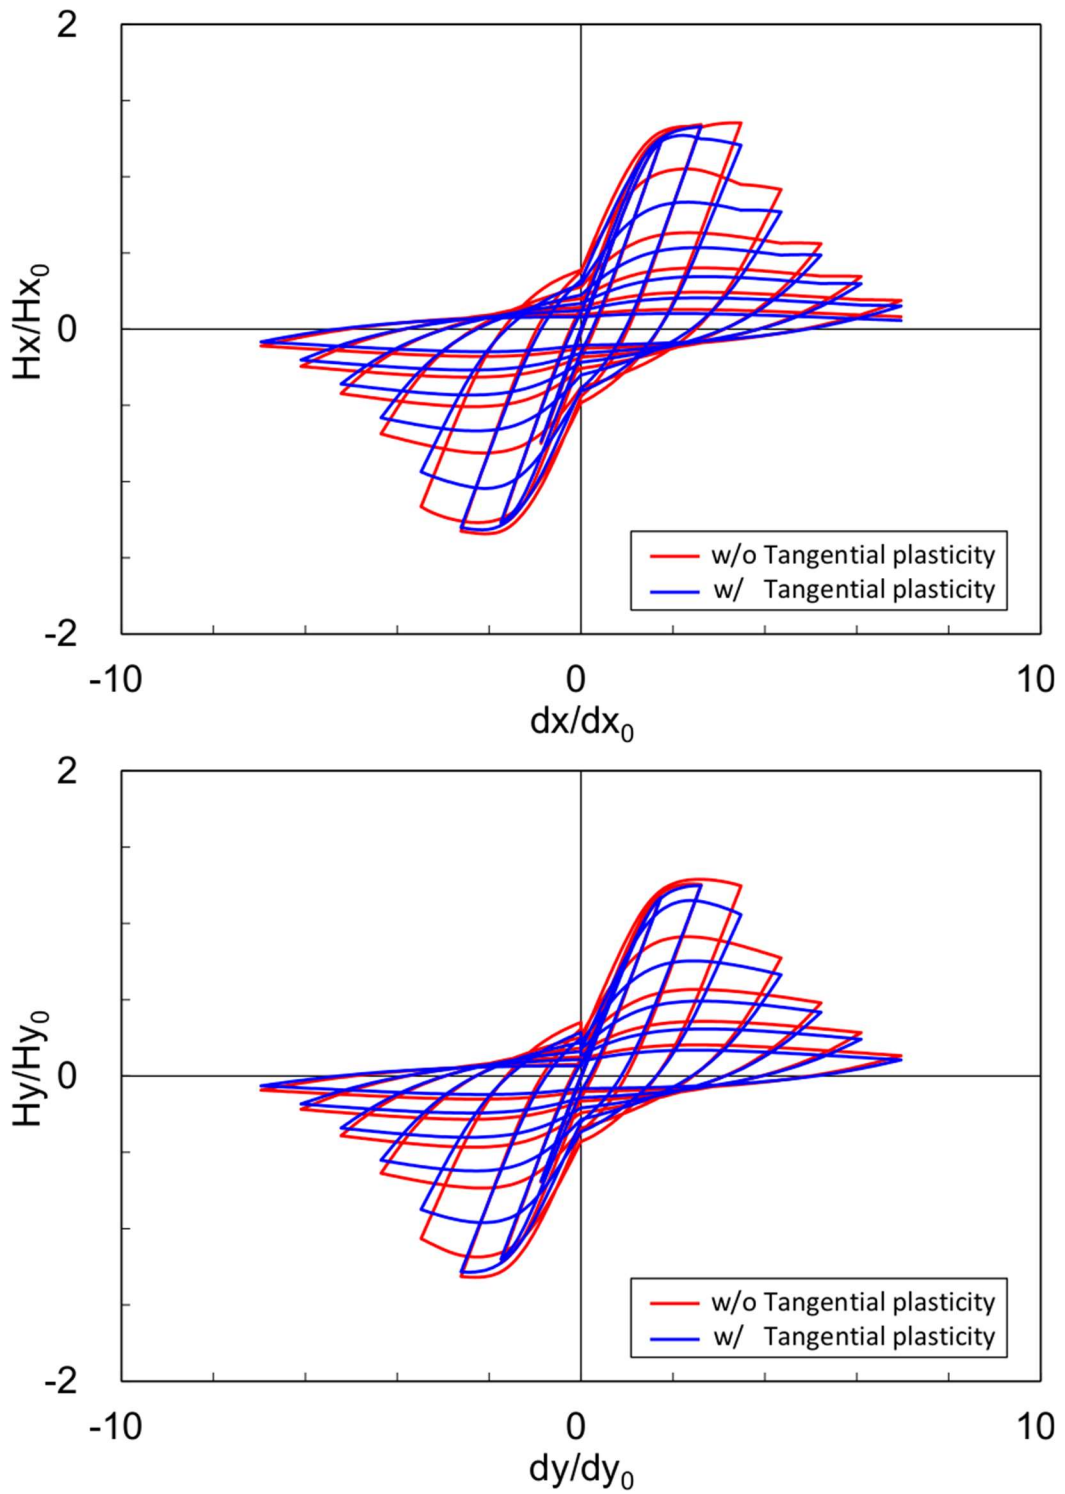 2
Hx/Hx0
0
w/o Tangential plasticity
w/ Tangential plasticity
-2
-10
0
10
dx/dx0
2
Hy/Hy0
0
w/o Tangential plasticity
w/ Tangential plasticity
-2
-10
0
10
dy/dy0